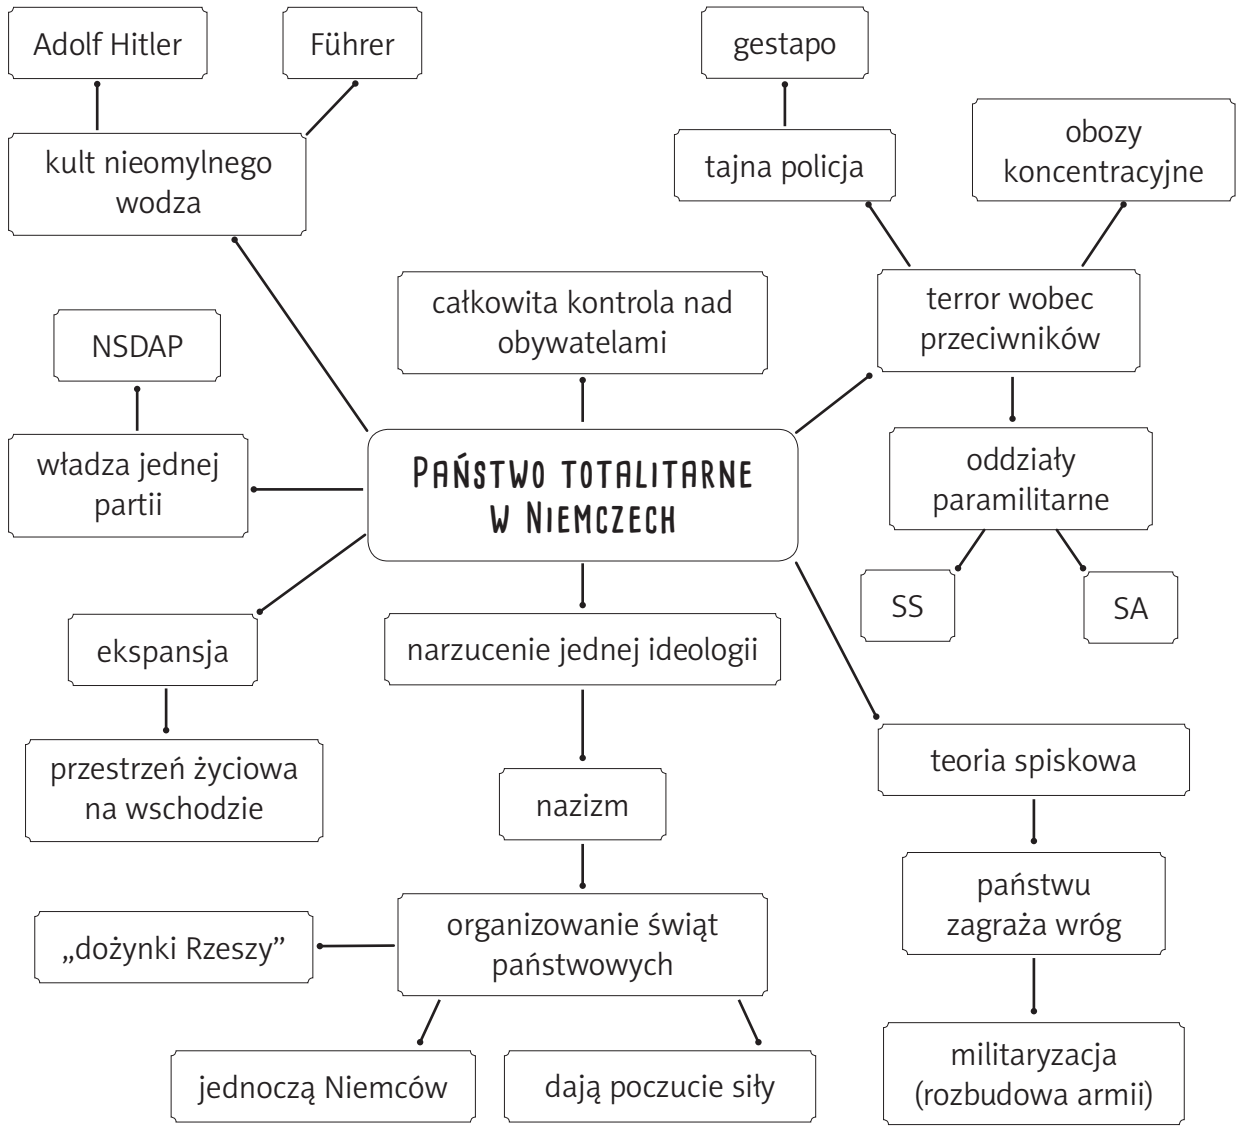 Adolf Hitler
Führer
gestapo
obozy
koncentracyjne
kult nieomylnego
wodza
tajna policja
całkowita kontrola nad
obywatelami
terror wobec
przeciwników
NSDAP
władza jednej
partii
PAŃSTWO TOTALITARNE
W NIEMCZECH
oddziały
paramilitarne
SS
SA
ekspansja
narzucenie jednej ideologii
przestrzeń życiowa
na wschodzie
nazizm
teoria spiskowa
państwu
zagraża wróg
„dożynki Rzeszy”
organizowanie świąt
państwowych
jednoczą Niemców
dają poczucie siły
militaryzacja
(rozbudowa armii)